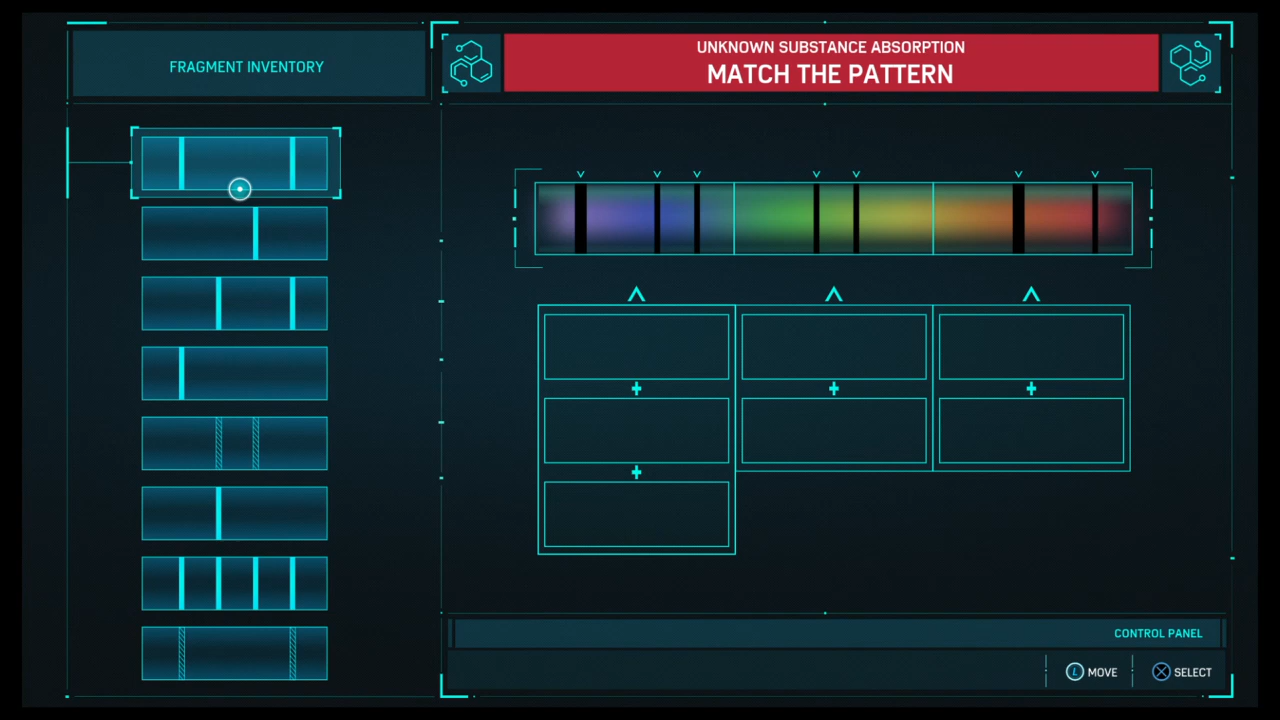 FRAGMENT INVENTORY
UNKNOWN SUBSTANCE ABSORPTION
MATCH THE PATTERN
CONTROL PANEL
L MOVE
SELECT